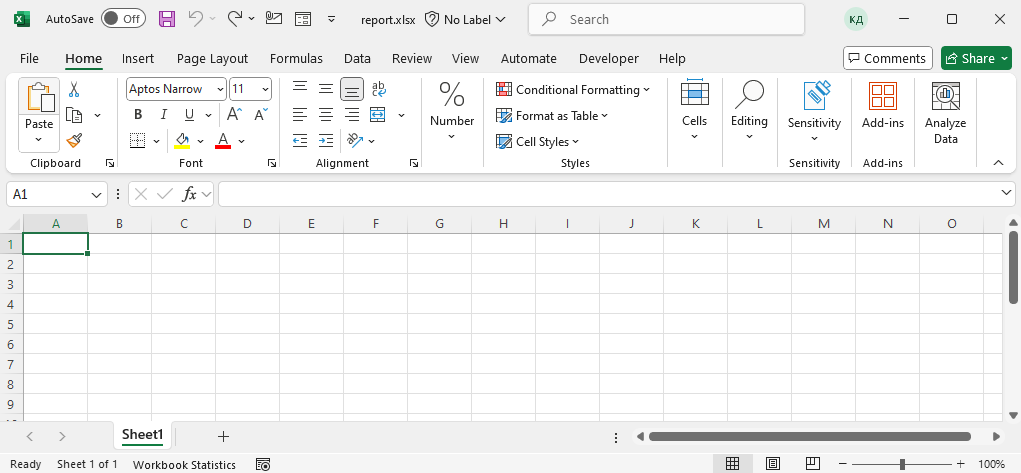 AutoSave Off report.xlsx No Label Search КД
File Home Insert Page Layout Formulas Data Review View Automate Developer Help Comments Share
Aptos Narrow 11 ab c Conditional Formatting
Paste B I U A A Number Format as Table Cells Editing Sensitivity Add-ins Analyze Data
A Cell Styles
Clipboard Font Alignment Styles Sensitivity Add-ins
A1 fx
A B C D E F G H I J K L M N O
1
2
3
4
5
6
7
8
9
Sheet1
Ready Sheet 1 of 1 Workbook Statistics 100%